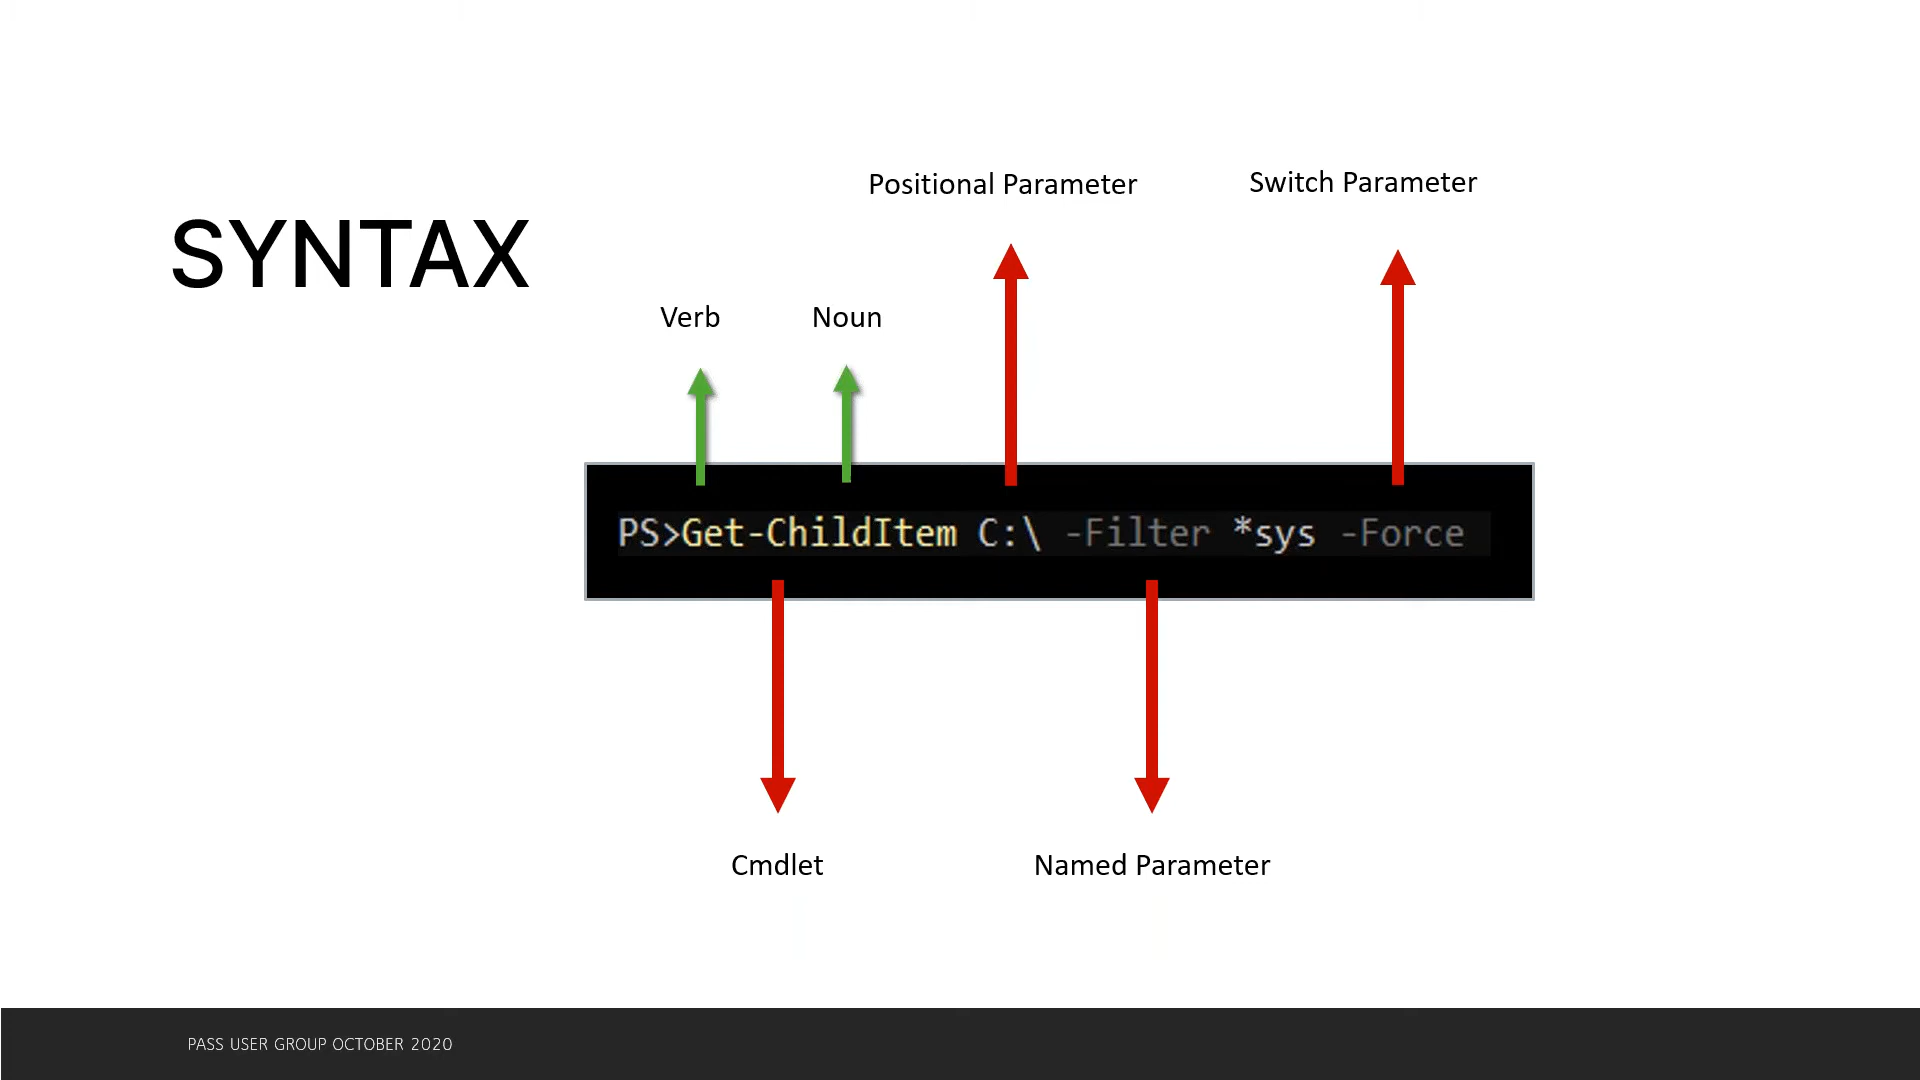 Positional Parameter
Switch Parameter
SYNTAX
Verb
Noun
PS>Get-ChildItem C:\ -Filter *sys -Force
Cmdlet
Named Parameter
PASS USER GROUP OCTOBER 2020